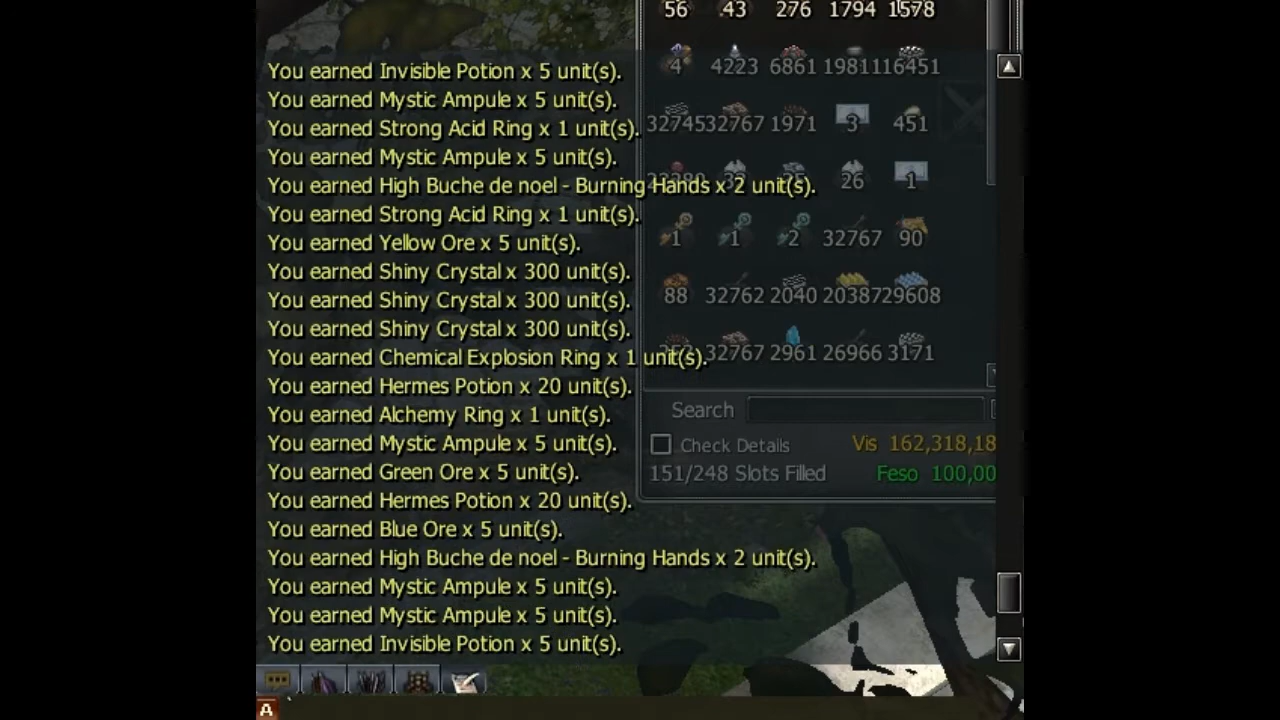 56 43 276 1794 1578
You earned Invisible Potion x 5 unit(s).
4 4223 6861 19811 16451
You earned Mystic Ampule x 5 unit(s).
You earned Strong Acid Ring x 1 unit(s).
32745 32767 1971 3 451
You earned Mystic Ampule x 5 unit(s).
You earned High Buche de noel - Burning Hands x 2 unit(s).
26 1
You earned Strong Acid Ring x 1 unit(s).
You earned Yellow Ore x 5 unit(s).
1 1 2 32767 90
You earned Shiny Crystal x 300 unit(s).
You earned Shiny Crystal x 300 unit(s).
88 32762 2040 20387 29608
You earned Shiny Crystal x 300 unit(s).
You earned Chemical Explosion Ring x 1 unit(s).
32767 2961 26966 3171
You earned Hermes Potion x 20 unit(s).
You earned Alchemy Ring x 1 unit(s).
Search
You earned Mystic Ampule x 5 unit(s).
Check Details Vis 162,318,18
You earned Green Ore x 5 unit(s).
151/248 Slots Filled Feso 100,00
You earned Hermes Potion x 20 unit(s).
You earned Blue Ore x 5 unit(s).
You earned High Buche de noel - Burning Hands x 2 unit(s).
You earned Mystic Ampule x 5 unit(s).
You earned Mystic Ampule x 5 unit(s).
You earned Invisible Potion x 5 unit(s).
A